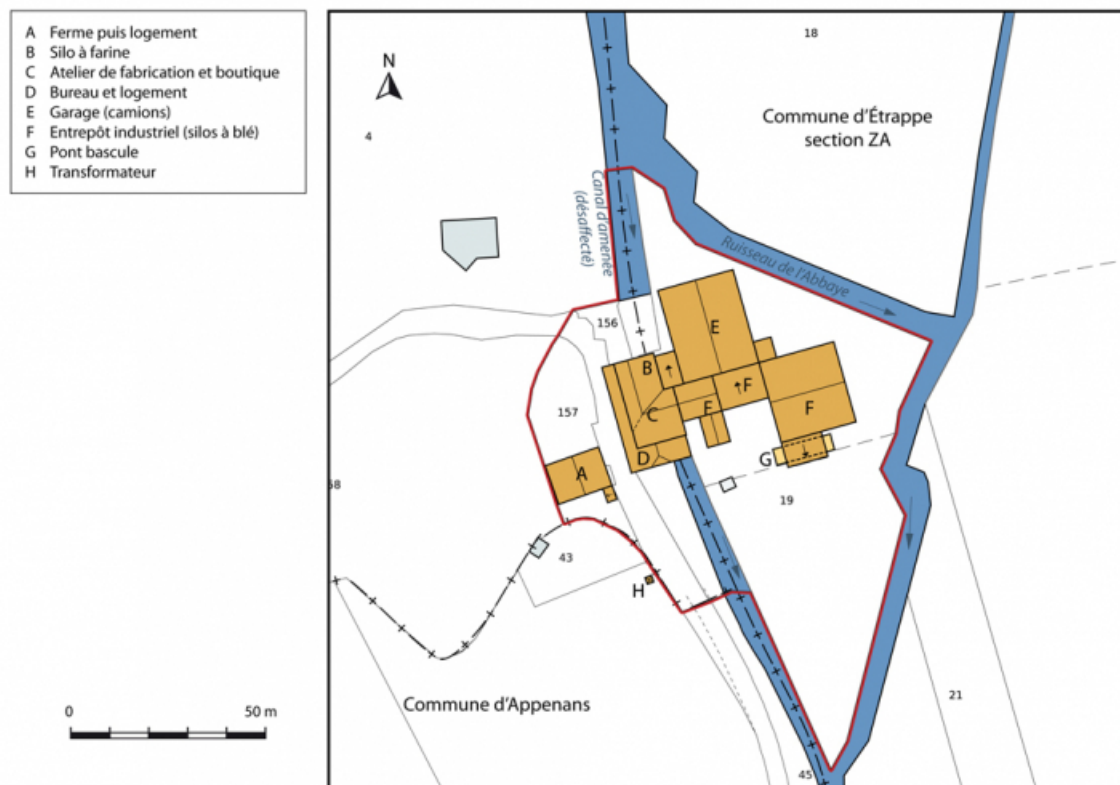 A Ferme puis logement
B Silo à farine
C Atelier de fabrication et boutique
D Bureau et logement
E Garage (camions)
F Entrepôt industriel (silos à blé)
G Pont bascule
H Transformateur
N
18
4
Commune d'Étrappe
section ZA
Canal d'amenée
(désaffecté)
Ruisseau de l'Abbaye
156
E
B
F
157
C
F
F
D
G
A
58
19
43
H
0 50 m
Commune d'Appenans
21
45